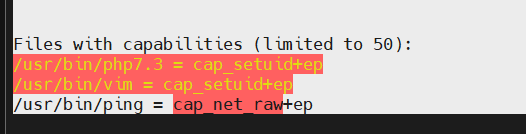 Files with capabilities (limited to 50):
/usr/bin/php7.3 = cap_setuid+ep
/usr/bin/vim = cap_setuid+ep
/usr/bin/ping = cap_net_raw+ep